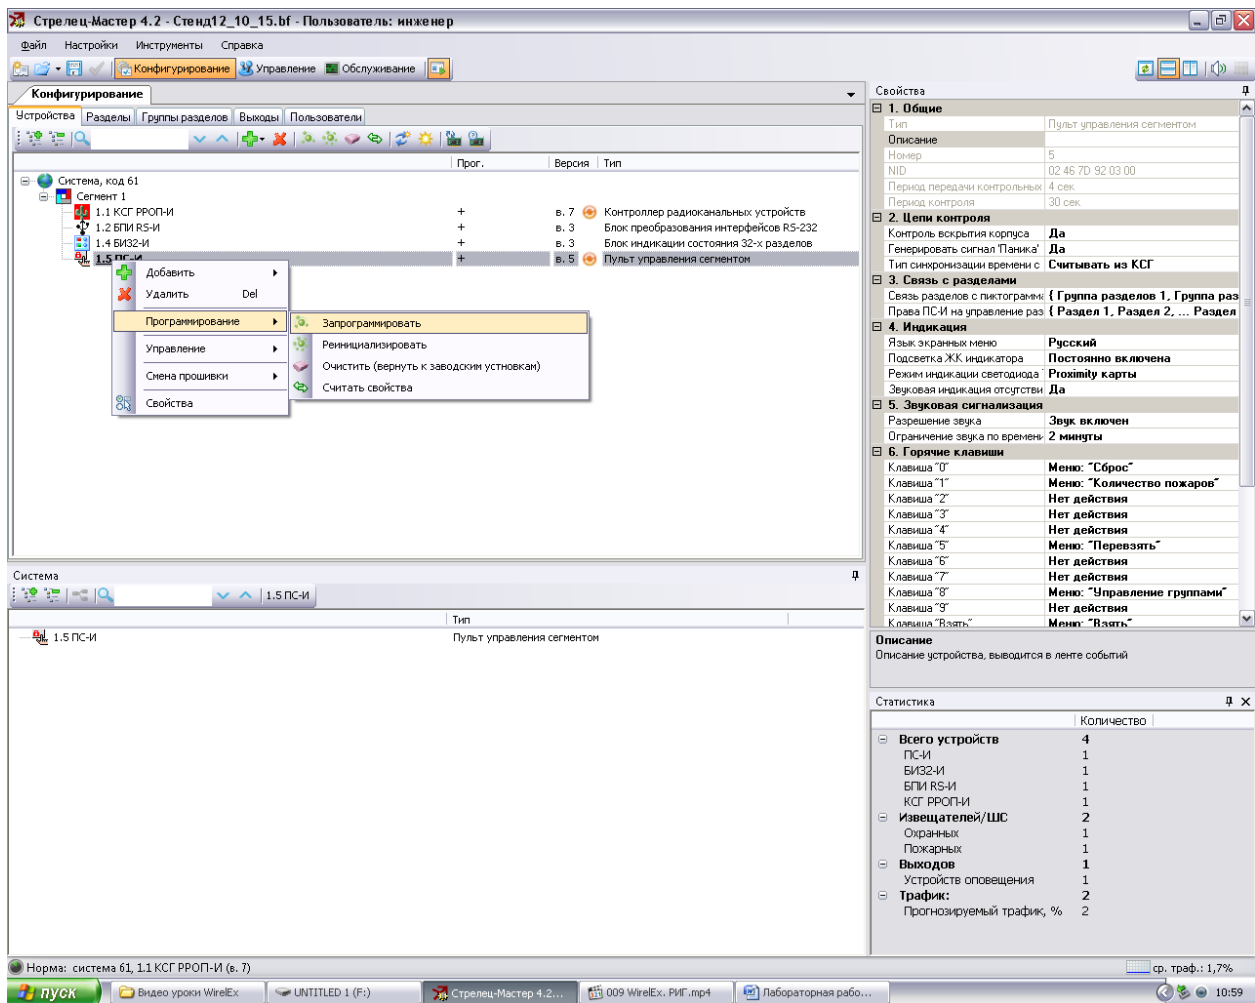 Стрелец-Мастер 4.2 - Стенд12_10_15.bf - Пользователь: инженер
Файл Настройки Инструменты Справка
Конфигурирование Управление Обслуживание
Конфигурирование
Устройства Разделы Группы разделов Выходы Пользователи
Прог. Версия Тип
Система, код 61
Сегмент 1
1.1 КСГ РРОП-И + в. 7 Контроллер радиоканальных устройств
1.2 БПИ RS-И + в. 3 Блок преобразования интерфейсов RS-232
1.4 БИ32-И + в. 3 Блок индикации состояния 32-х разделов
1.5 ПС-И + в. 5 Пульт управления сегментом
Добавить
Удалить Del
Программирование
Управление
Смена прошивки
Свойства
Запрограммировать
Реинициализировать
Очистить (вернуть к заводским устновкам)
Считать свойства
Система
1.5 ПС-И
Тип
1.5 ПС-И Пульт управления сегментом
Свойства
1. Общие
Тип Пульт управления сегментом
Описание
Номер 5
NID 02 46 7D 92 03 00
Период передачи контрольных 4 сек
Период контроля 30 сек
2. Цепи контроля
Контроль вскрытия корпуса Да
Генерировать сигнал 'Паника' Да
Тип синхронизации времени с Считывать из КСГ
3. Связь с разделами
Связь разделов с пиктограмма { Группа разделов 1, Группа раз
Права ПС-И на управление раз { Раздел 1, Раздел 2, ... Раздел
4. Индикация
Язык экранных меню Русский
Подсветка ЖК индикатора Постоянно включена
Режим индикации светодиода Proximity карты
Звуковая индикация отсутстви Да
5. Звуковая сигнализация
Разрешение звука Звук включен
Ограничение звука по времени 2 минуты
6. Горячие клавиши
Клавиша "0" Меню: "Сброс"
Клавиша "1" Меню: "Количество пожаров"
Клавиша "2" Нет действия
Клавиша "3" Нет действия
Клавиша "4" Нет действия
Клавиша "5" Меню: "Перевзять"
Клавиша "6" Нет действия
Клавиша "7" Нет действия
Клавиша "8" Меню: "Управление группами"
Клавиша "9" Нет действия
Клавиша "Взять" Меню: "Взять"
Описание
Описание устройства, выводится в ленте событий
Статистика
Количество
Всего устройств 4
ПС-И 1
БИ32-И 1
БПИ RS-И 1
КСГ РРОП-И 1
Извещателей/ШС 2
Охранных 1
Пожарных 1
Выходов 1
Устройств оповещения 1
Трафик: 2
Прогнозируемый трафик, % 2
Норма: система 61, 1.1 КСГ РРОП-И (в. 7) ср. траф.: 1,7%
пуск Видео уроки WirelEx UNTITLED 1 (F:) Стрелец-Мастер 4.2... 009 WirelEx. РИГ.mp4 Лабораторная рабо... 10:59